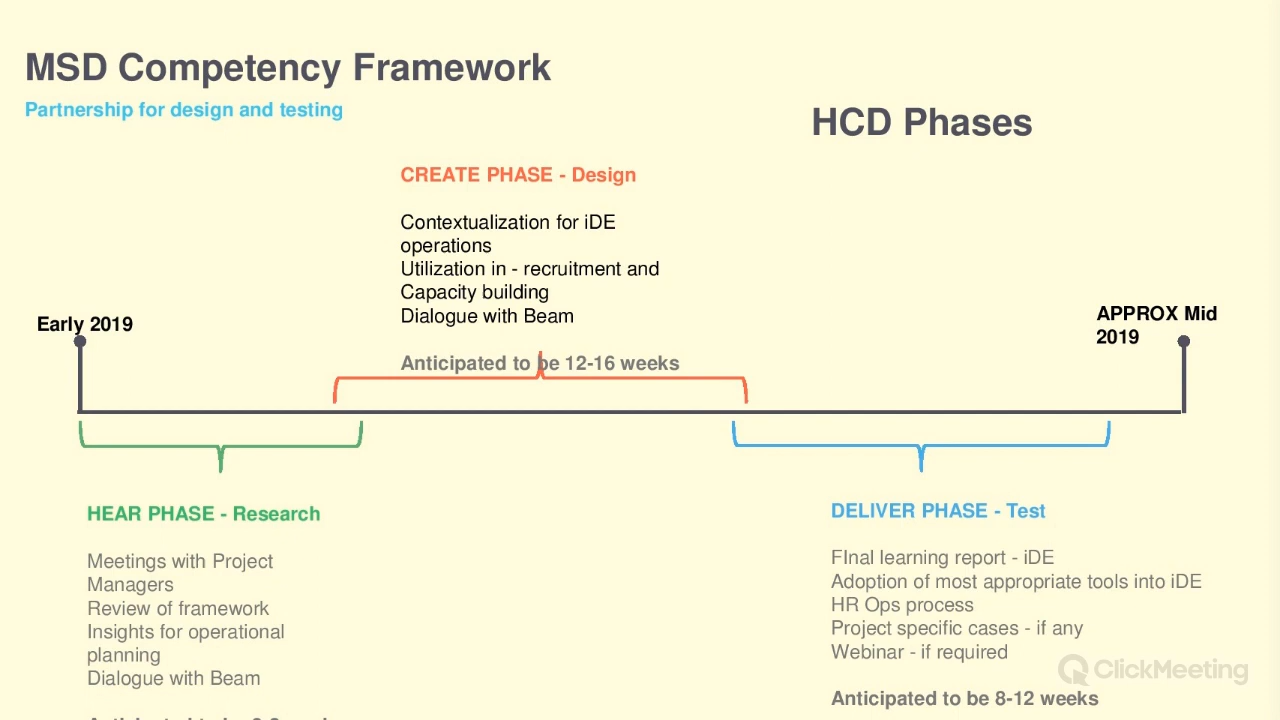 MSD Competency Framework
Partnership for design and testing
HCD Phases
CREATE PHASE - Design
Contextualization for iDE
operations
Utilization in - recruitment and
Capacity building
Dialogue with Beam
Anticipated to be 12-16 weeks
Early 2019
APPROX Mid
2019
HEAR PHASE - Research
Meetings with Project
Managers
Review of framework
Insights for operational
planning
Dialogue with Beam
Anticipated to be
DELIVER PHASE - Test
FInal learning report - iDE
Adoption of most appropriate tools into iDE
HR Ops process
Project specific cases - if any
Webinar - if required
Anticipated to be 8-12 weeks
ClickMeeting